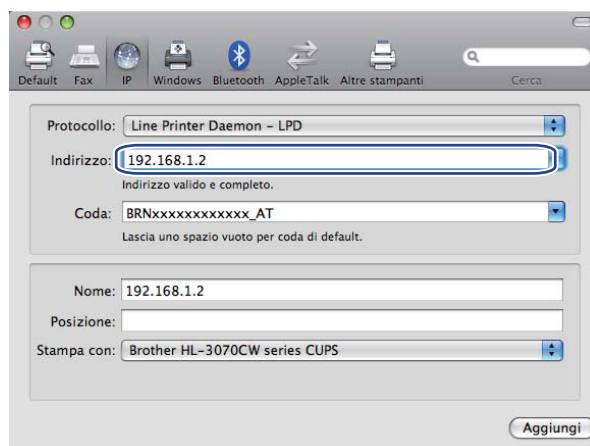 Default Fax IP Windows Bluetooth AppleTalk Altre stampanti Cerca
Protocollo: Line Printer Daemon – LPD
Indirizzo: 192.168.1.2
Indirizzo valido e completo.
Coda: BRNxxxxxxxxxxxx_AT
Lascia uno spazio vuoto per coda di default.
Nome: 192.168.1.2
Posizione:
Stampa con: Brother HL-3070CW series CUPS
Aggiungi